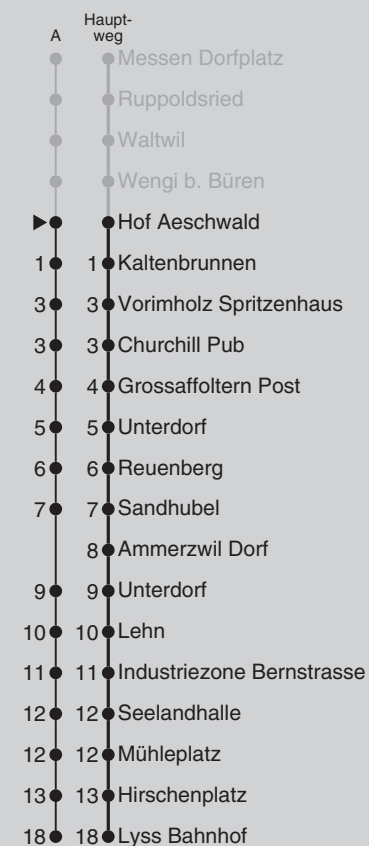 A
Haupt-
weg
Messen Dorfplatz
Ruppoldsried
Waltwil
Wengi b. Büren
Hof Aeschwald
1 1 Kaltenbrunnen
3 3 Vorimholz Spritzenhaus
3 3 Churchill Pub
4 4 Grossaffoltern Post
5 5 Unterdorf
6 6 Reuenberg
7 7 Sandhubel
8 Ammerzwil Dorf
9 9 Unterdorf
10 10 Lehn
11 11 Industriezone Bernstrasse
12 12 Seelandhalle
12 12 Mühleplatz
13 13 Hirschenplatz
18 18 Lyss Bahnhof